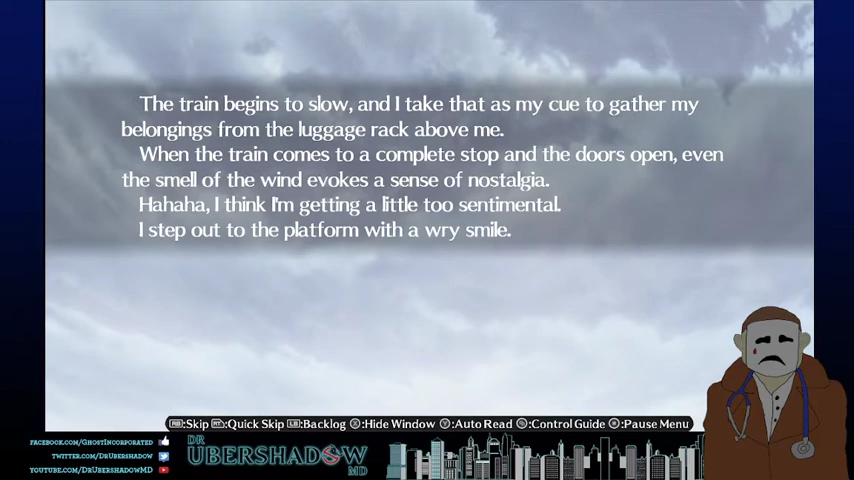 The train begins to slow, and I take that as my cue to gather my
belongings from the luggage rack above me.
When the train comes to a complete stop and the doors open, even
the smell of the wind evokes a sense of nostalgia.
Hahaha, I think I'm getting a little too sentimental.
I step out to the platform with a wry smile.
RB:Skip RT:Quick Skip LB:Backlog X:Hide Window Y:Auto Read :Control Guide :Pause Menu
facebook.com/GhostIncorporated
twitter.com/DrUbershadow
youtube.com/DrUbershadowMD
DR
UBERSHADOW
MD